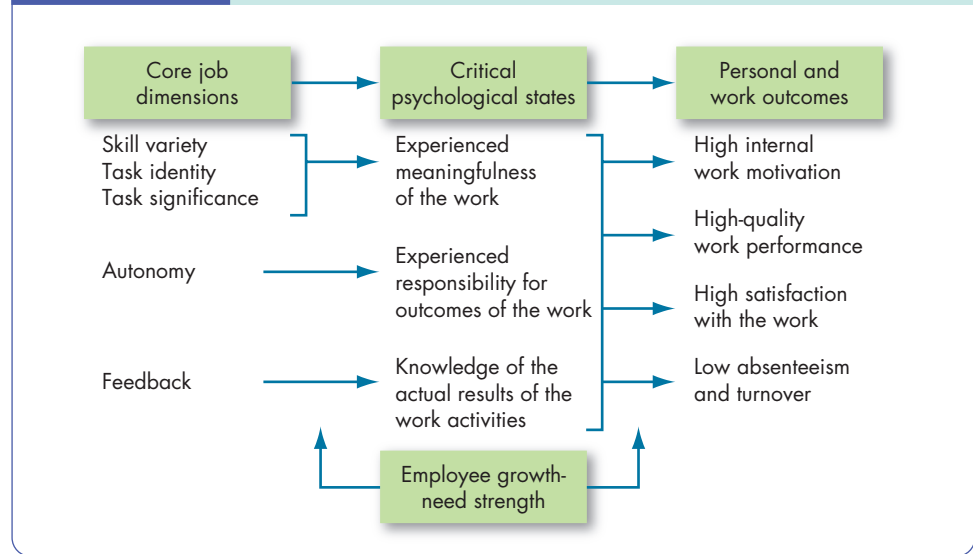 Core job
dimensions
Critical
psychological states
Personal and
work outcomes
Skill variety
Task identity
Task significance
Experienced
meaningfulness
of the work
High internal
work motivation
High-quality
work performance
Autonomy
Experienced
responsibility for
outcomes of the work
High satisfaction
with the work
Feedback
Knowledge of the
actual results of the
work activities
Low absenteeism
and turnover
Employee growth-
need strength